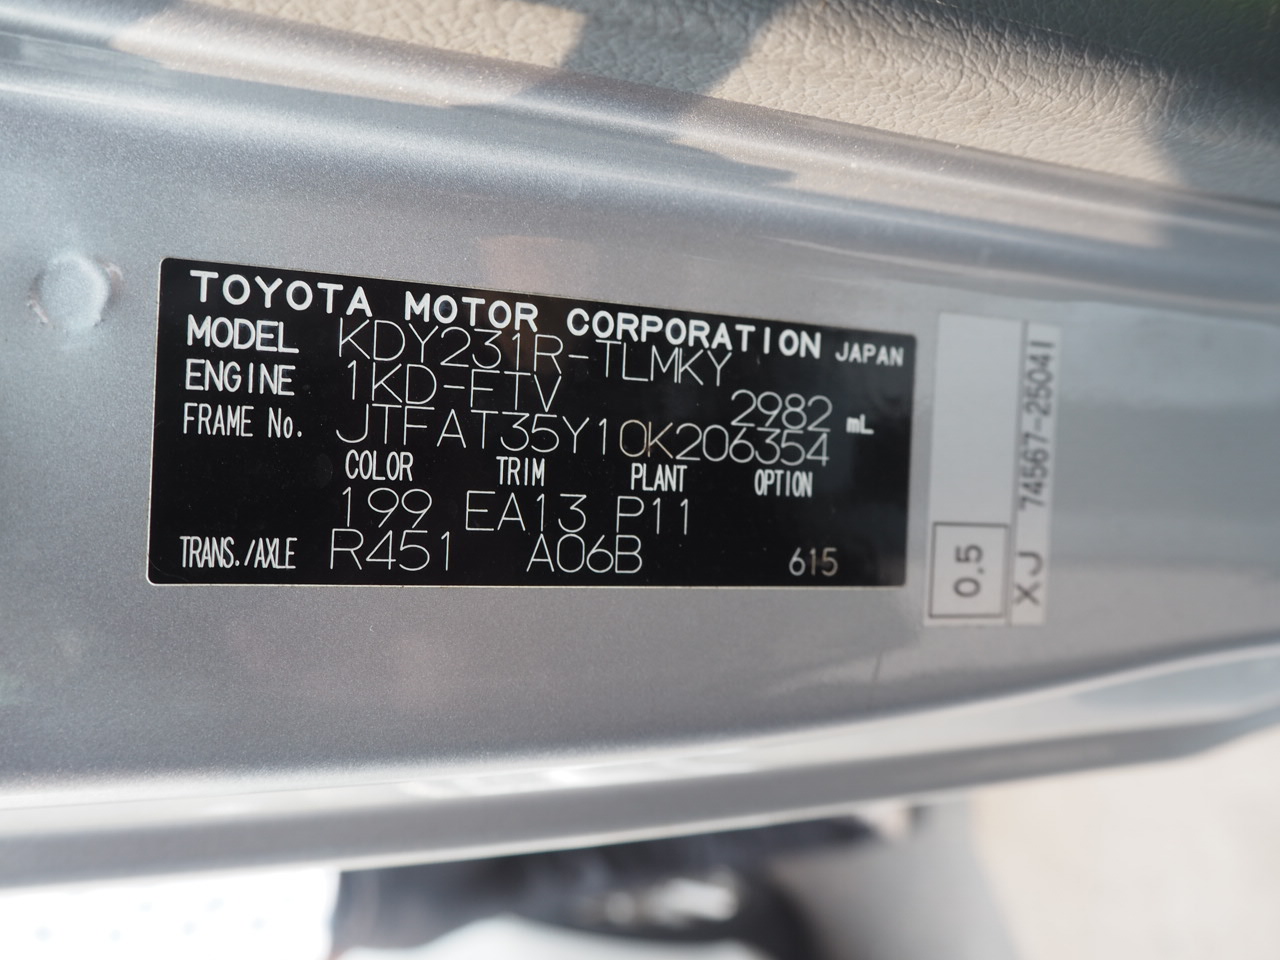 TOYOTA MOTOR CORPORATION JAPAN
MODEL KDY231R-TLMKY
ENGINE 1KD-FTV 2982 mL
FRAME No. JTFAT35Y10K206354
COLOR TRIM PLANT OPTION
199 EA13 P11
TRANS./AXLE R451 A06B 615
0.5
XJ 74567-25041